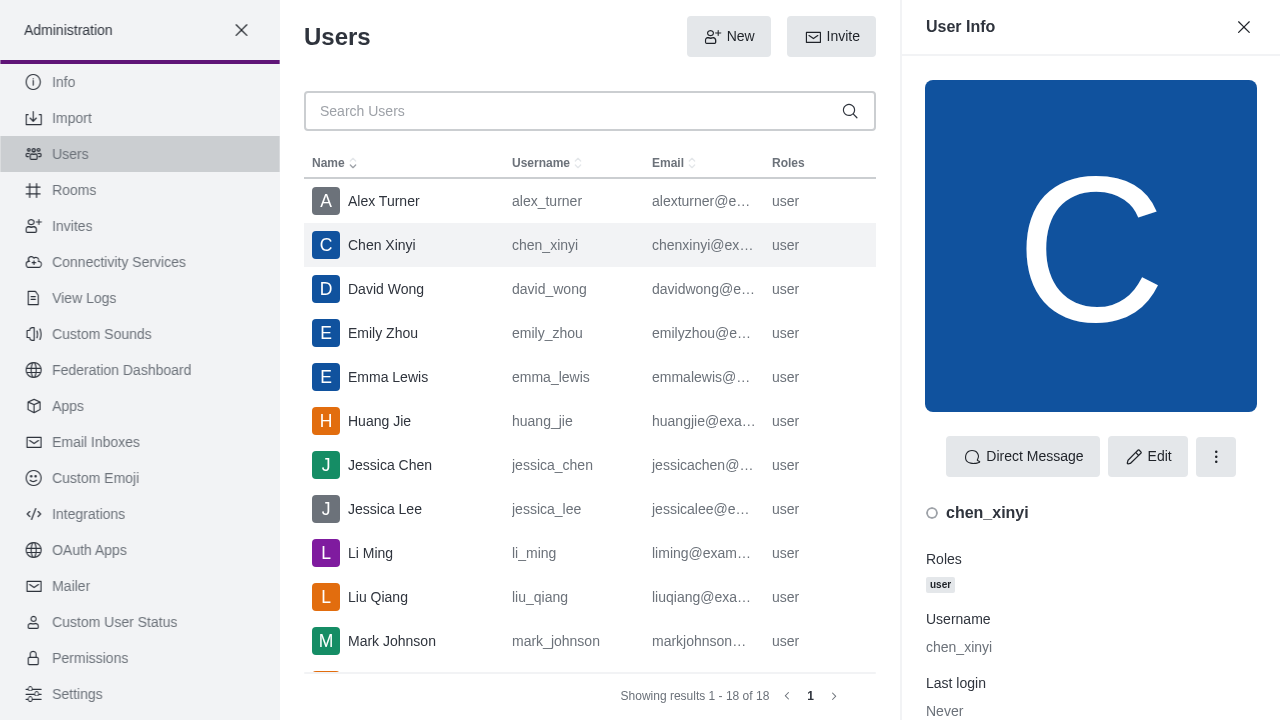 Administration
Info
Import
Users
Rooms
Invites
Connectivity Services
View Logs
Custom Sounds
Federation Dashboard
Apps
Email Inboxes
Custom Emoji
Integrations
OAuth Apps
Mailer
Custom User Status
Permissions
Settings
Users
New
Invite
Search Users
Name Username Email Roles
A Alex Turner alex_turner alexturner@e… user
C Chen Xinyi chen_xinyi chenxinyi@ex… user
D David Wong david_wong davidwong@e… user
E Emily Zhou emily_zhou emilyzhou@e… user
E Emma Lewis emma_lewis emmalewis@… user
H Huang Jie huang_jie huangjie@exa… user
J Jessica Chen jessica_chen jessicachen@… user
J Jessica Lee jessica_lee jessicalee@e… user
L Li Ming li_ming liming@exam… user
L Liu Qiang liu_qiang liuqiang@exa… user
M Mark Johnson mark_johnson markjohnson… user
Showing results 1 - 18 of 18 1
User Info
C
Direct Message
Edit
chen_xinyi
Roles
user
Username
chen_xinyi
Last login
Never